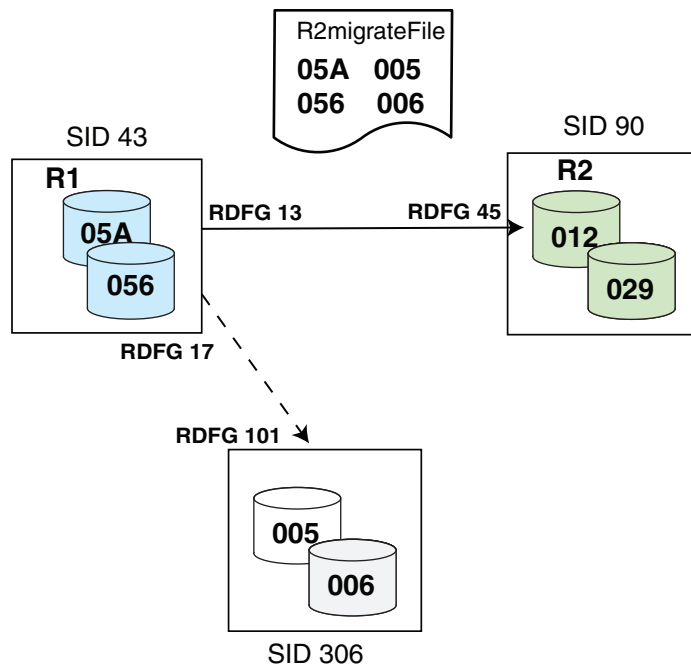 R2migrateFile
05A 005
056 006
SID 43
SID 90
R1
R2
RDFG 13
RDFG 45
05A
012
056
029
RDFG 17
RDFG 101
005
006
SID 306